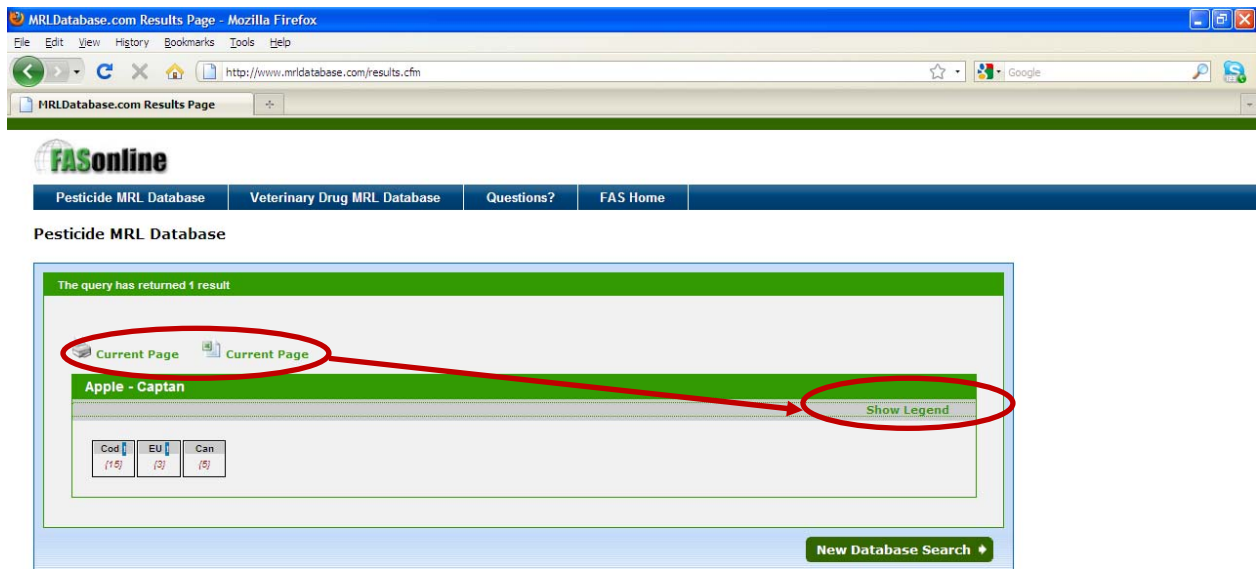 MRLDatabase.com Results Page - Mozilla Firefox
File Edit View History Bookmarks Tools Help
http://www.mrldatabase.com/results.cfm Google
MRLDatabase.com Results Page
FASonline
Pesticide MRL Database Veterinary Drug MRL Database Questions? FAS Home
Pesticide MRL Database
The query has returned 1 result
Current Page Current Page
Apple - Captan
Show Legend
Cod EU Can
{15} {3} {5}
New Database Search